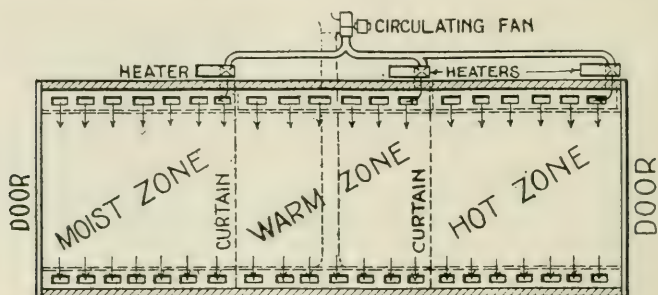 CIRCULATING FAN
HEATER
HEATERS
DOOR
MOIST ZONE
CURTAIN
WARM ZONE
CURTAIN
HOT ZONE
DOOR